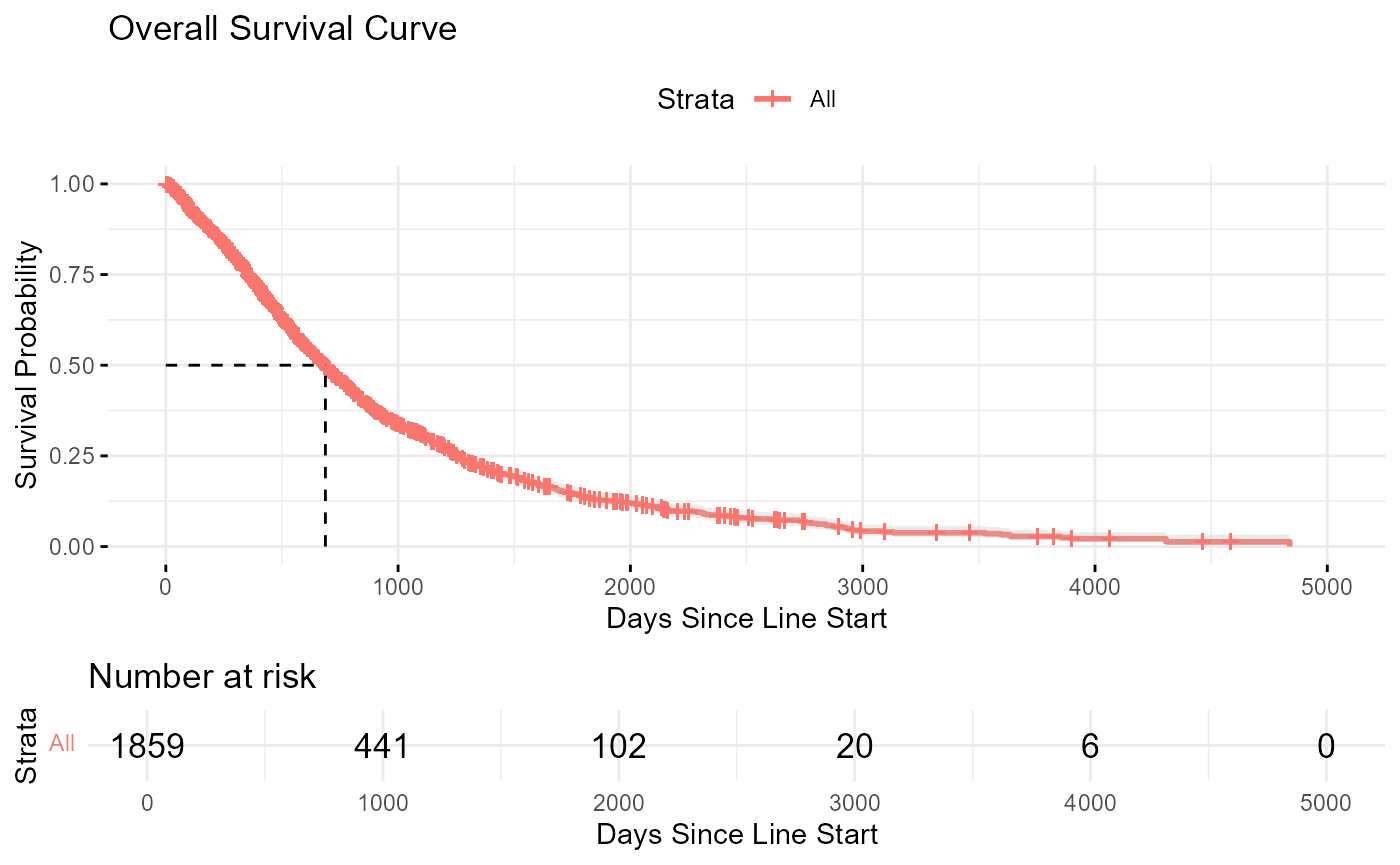 Overall Survival Curve
Strata All
1.00
0.75
0.50
0.25
0.00
Survival Probability
0 1000 2000 3000 4000 5000
Days Since Line Start
Number at risk
Strata
All 1859 441 102 20 6 0
0 1000 2000 3000 4000 5000
Days Since Line Start